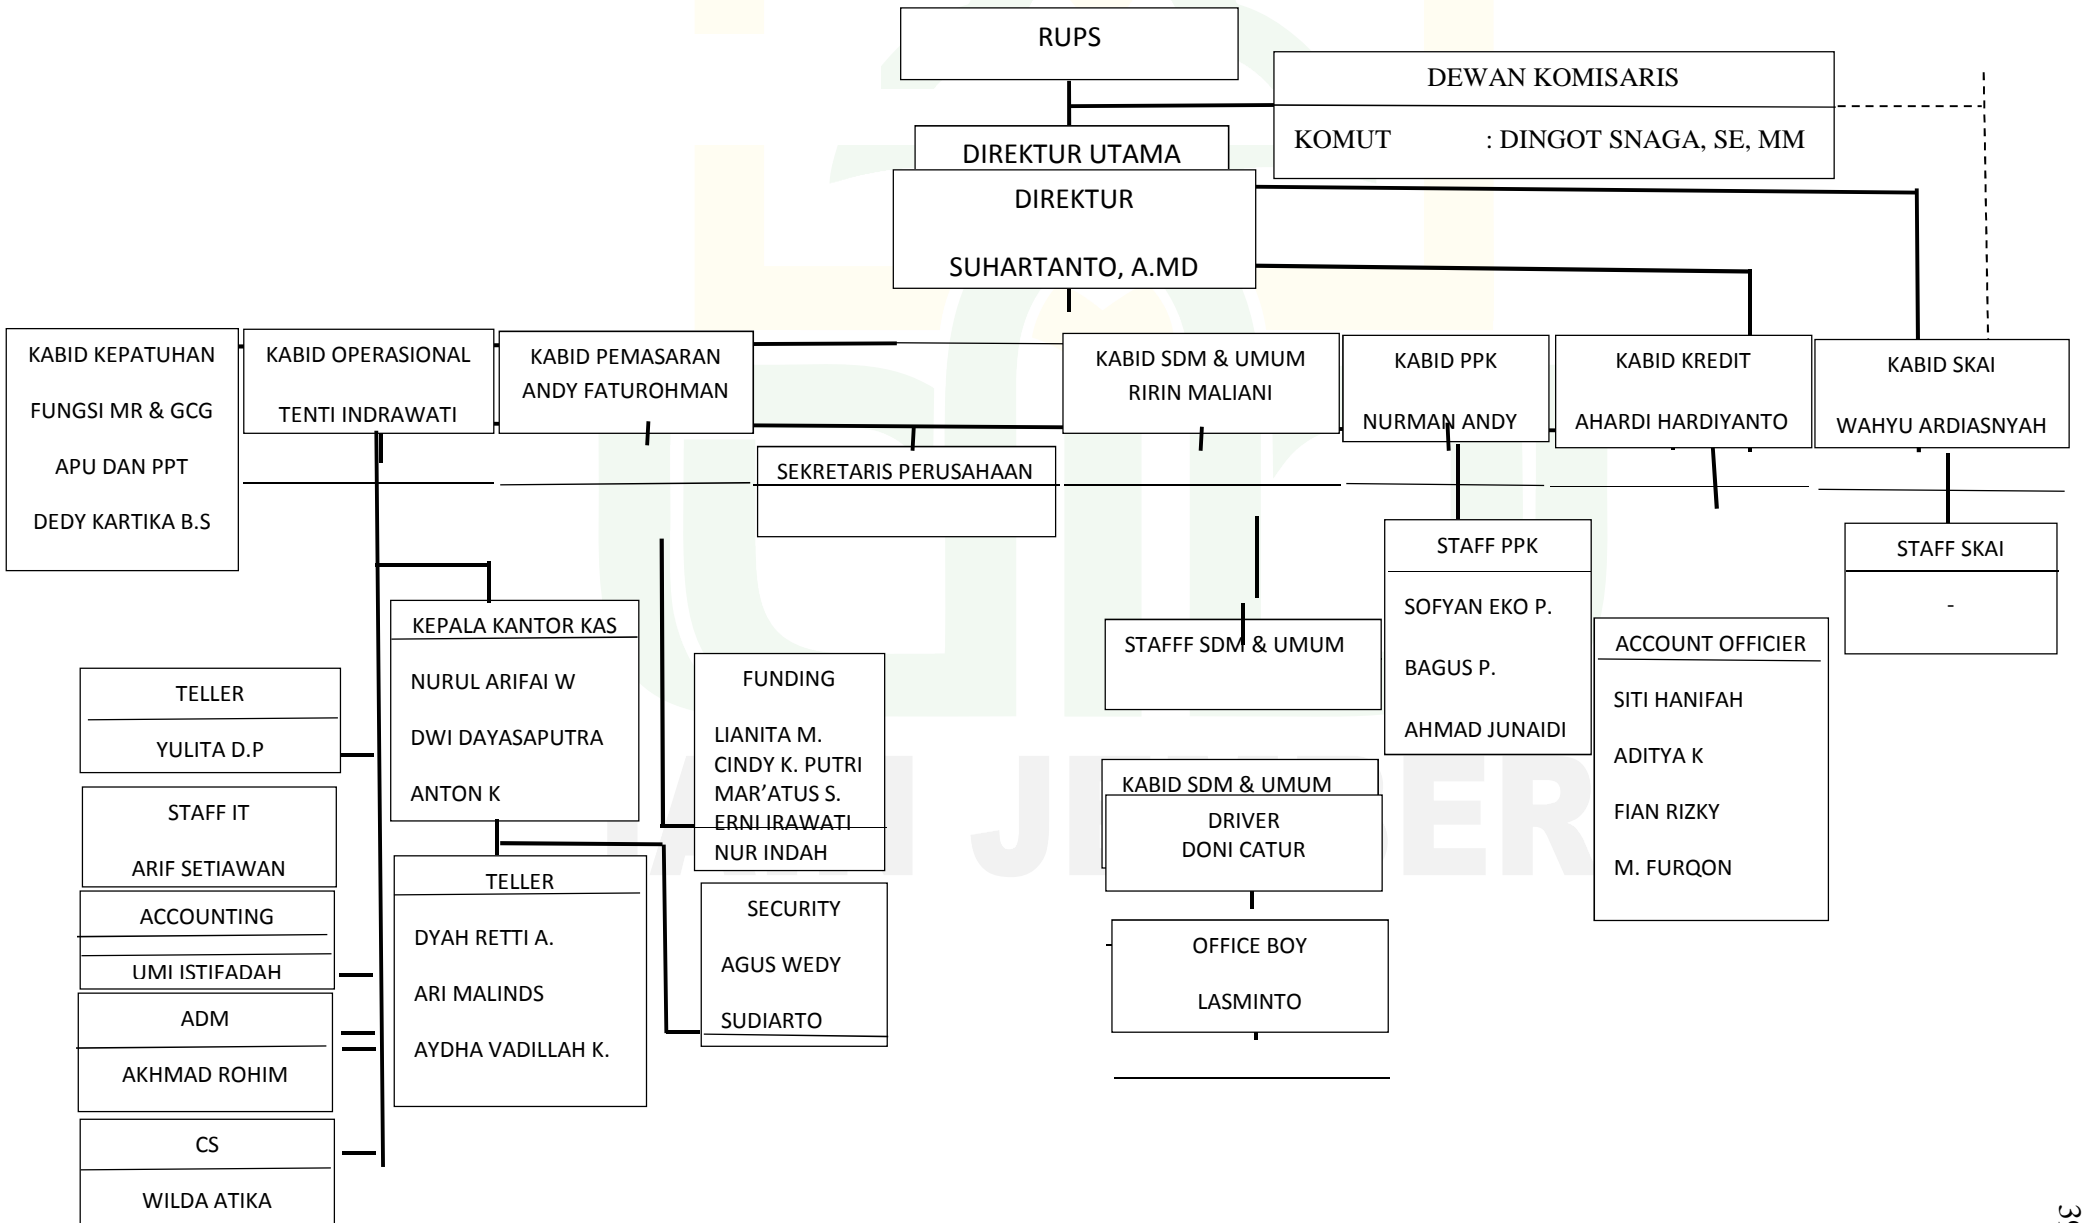 RUPS
DEWAN KOMISARIS
KOMUT : DINGOT SNAGA, SE, MM
DIREKTUR UTAMA
DIREKTUR
SUHARTANTO, A.MD
KABID KEPATUHAN
FUNGSI MR & GCG
APU DAN PPT
DEDY KARTIKA B.S
KABID OPERASIONAL
TENTI INDRAWATI
KABID PEMASARAN
ANDY FATUROHMAN
KABID SDM & UMUM
RIRIN MALIANI
KABID PPK
NURMAN ANDY
KABID KREDIT
AHARDI HARDIYANTO
KABID SKAI
WAHYU ARDIASNYAH
SEKRETARIS PERUSAHAAN
STAFF PPK
SOFYAN EKO P.
BAGUS P.
AHMAD JUNAIDI
STAFF SKAI
-
KEPALA KANTOR KAS
NURUL ARIFAI W
DWI DAYASAPUTRA
ANTON K
STAFFF SDM & UMUM
ACCOUNT OFFICIER
SITI HANIFAH
ADITYA K
FIAN RIZKY
M. FURQON
TELLER
YULITA D.P
FUNDING
LIANITA M.
CINDY K. PUTRI
MAR’ATUS S.
ERNI IRAWATI
NUR INDAH
KABID SDM & UMUM
DRIVER
DONI CATUR
STAFF IT
ARIF SETIAWAN
TELLER
DYAH RETTI A.
ARI MALINDS
AYDHA VADILLAH K.
SECURITY
AGUS WEDY
SUDIARTO
ACCOUNTING
UMI ISTIFADAH
OFFICE BOY
LASMINTO
ADM
AKHMAD ROHIM
CS
WILDA ATIKA